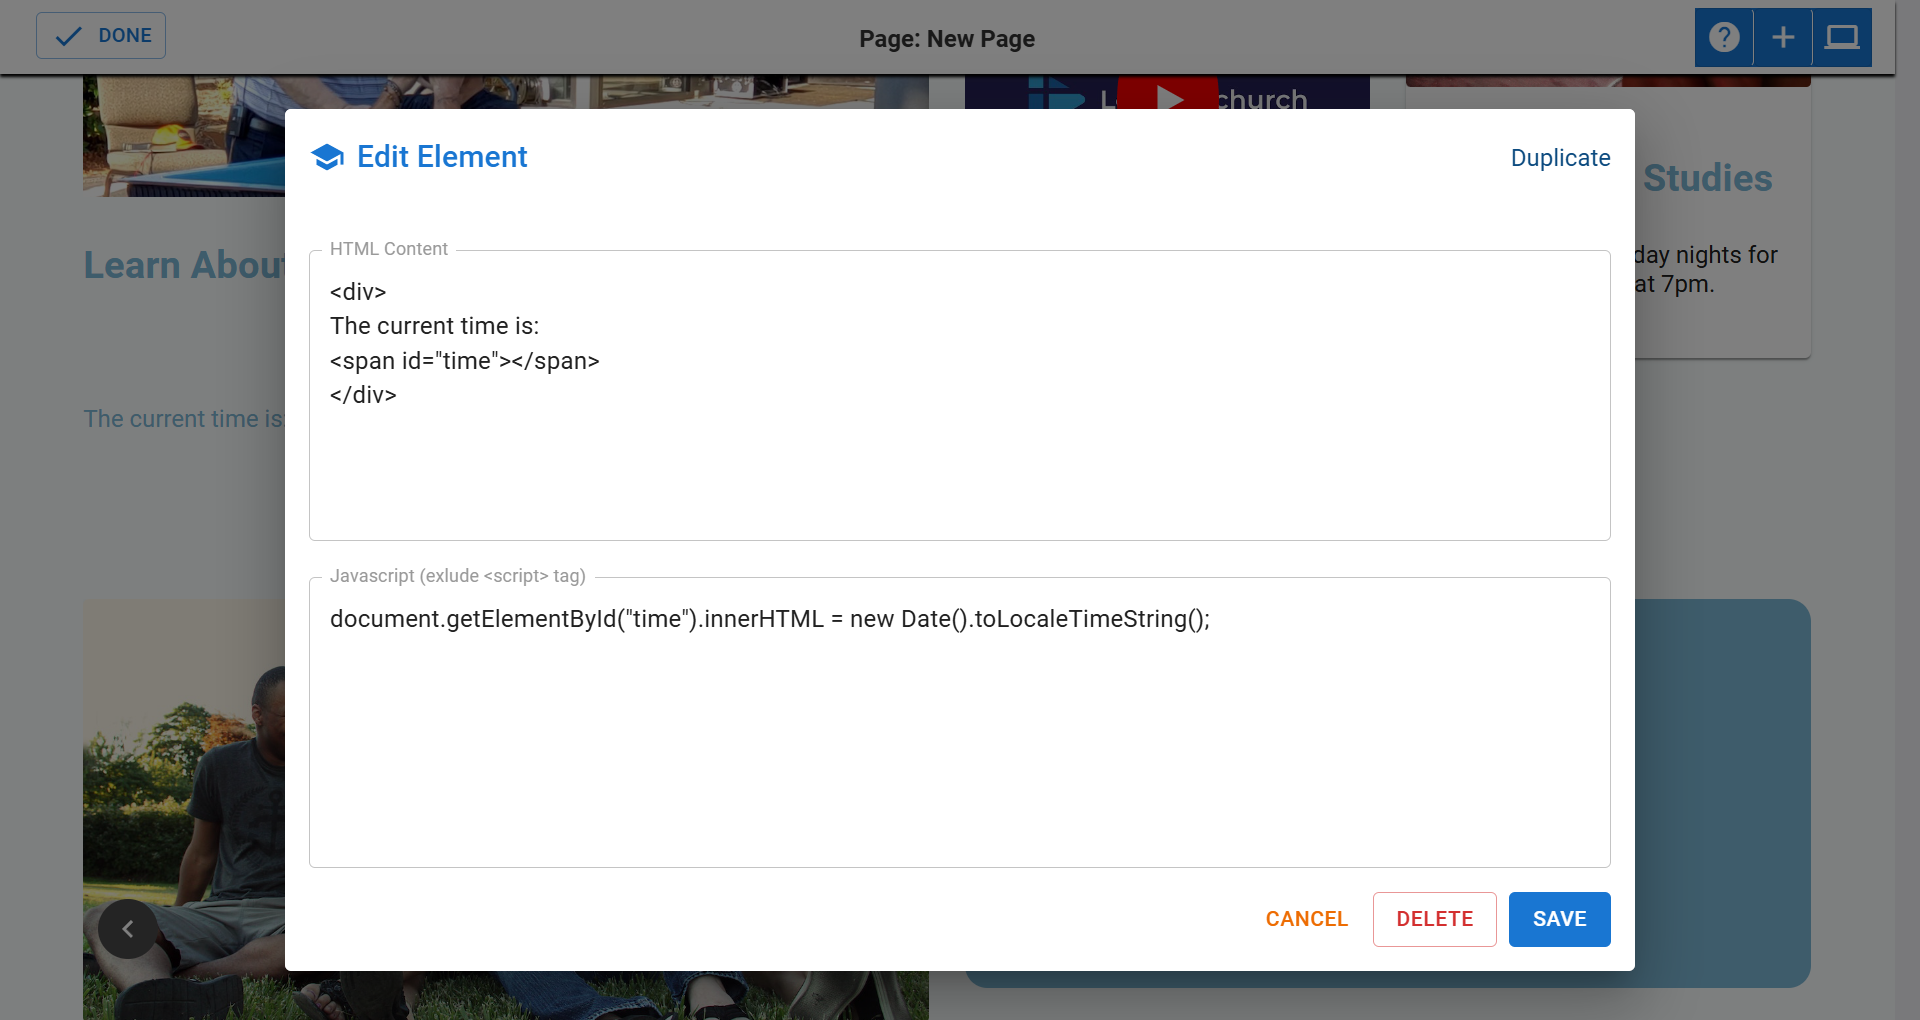 DONE
Page: New Page
church
Edit Element
Duplicate
Studies
HTML Content
<div>
The current time is:
<span id="time"></span>
</div>
Learn About
day nights for
at 7pm.
The current time is:
Javascript (exlude <script> tag)
document.getElementById("time").innerHTML = new Date().toLocaleTimeString();
CANCEL
DELETE
SAVE